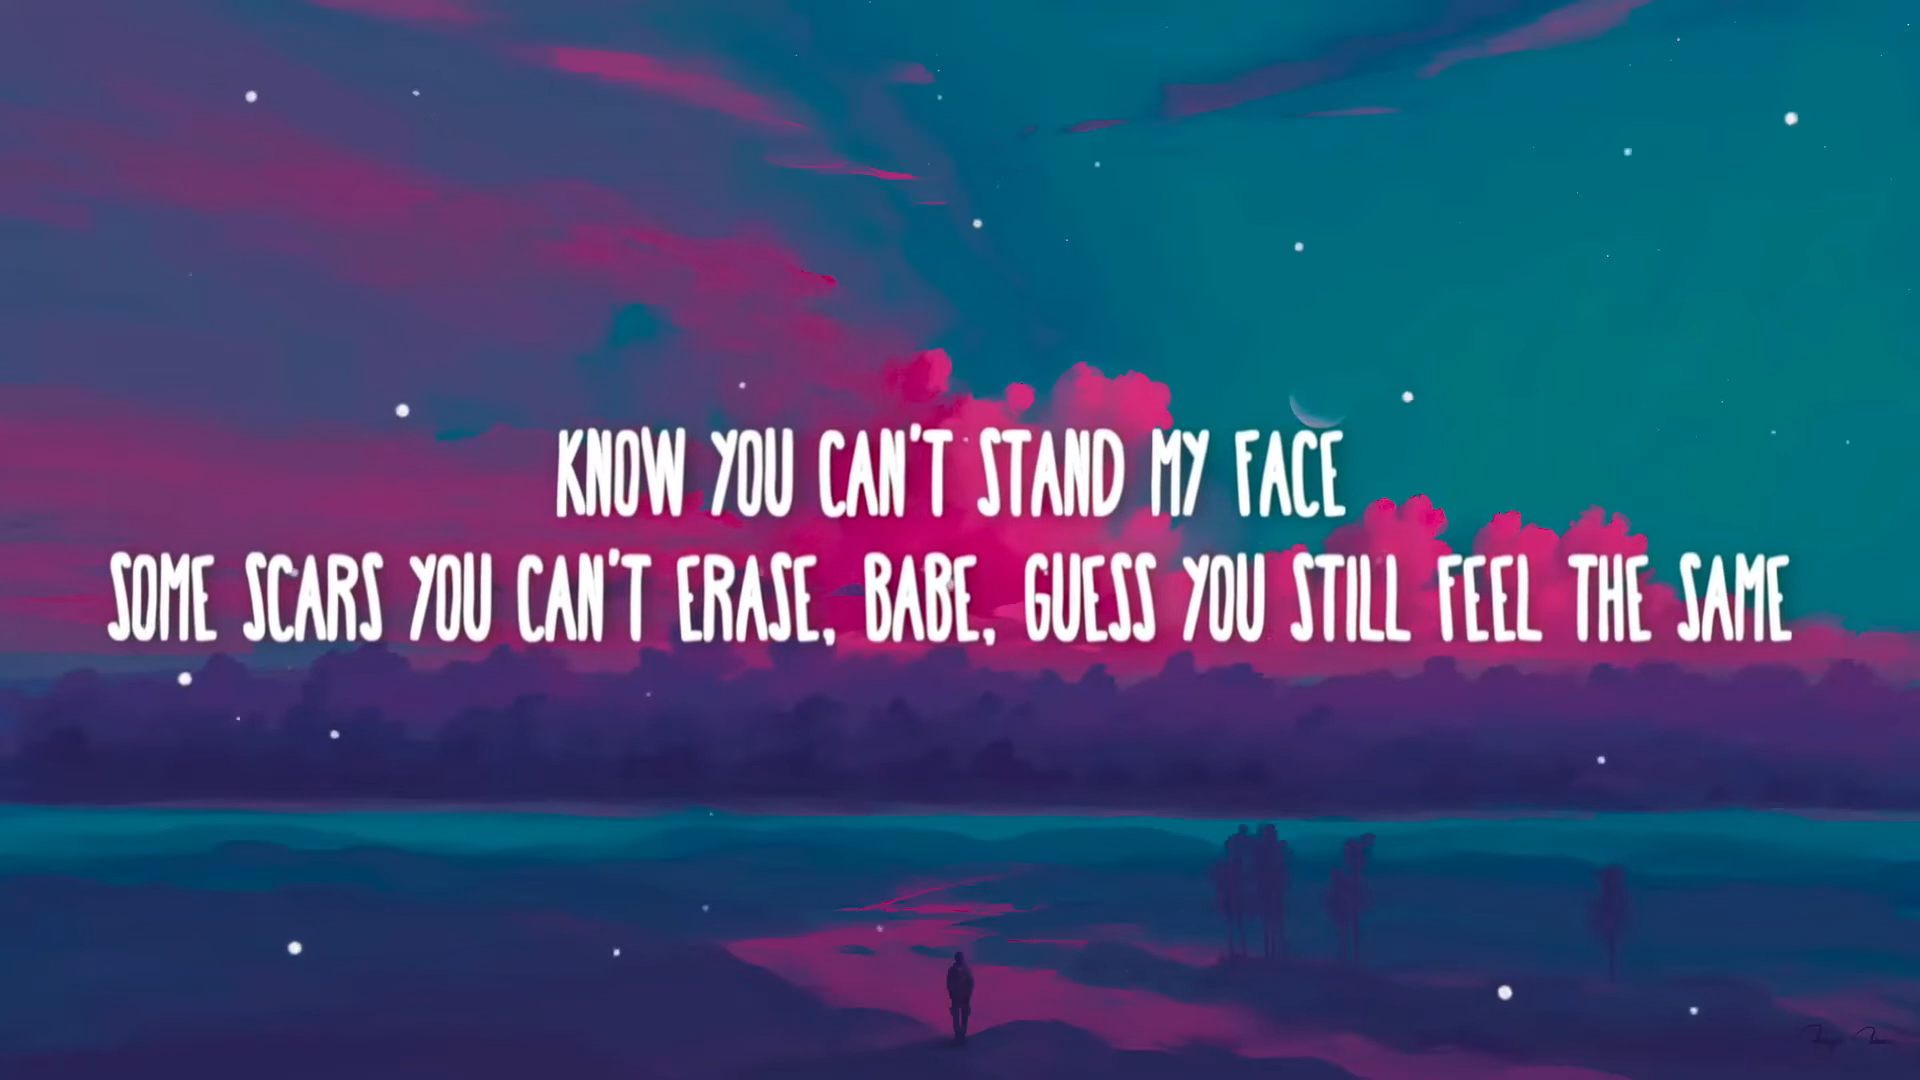 KNOW YOU CAN'T STAND MY FACE
SOME SCARS YOU CAN'T ERASE, BABE, GUESS YOU STILL FEEL THE SAME